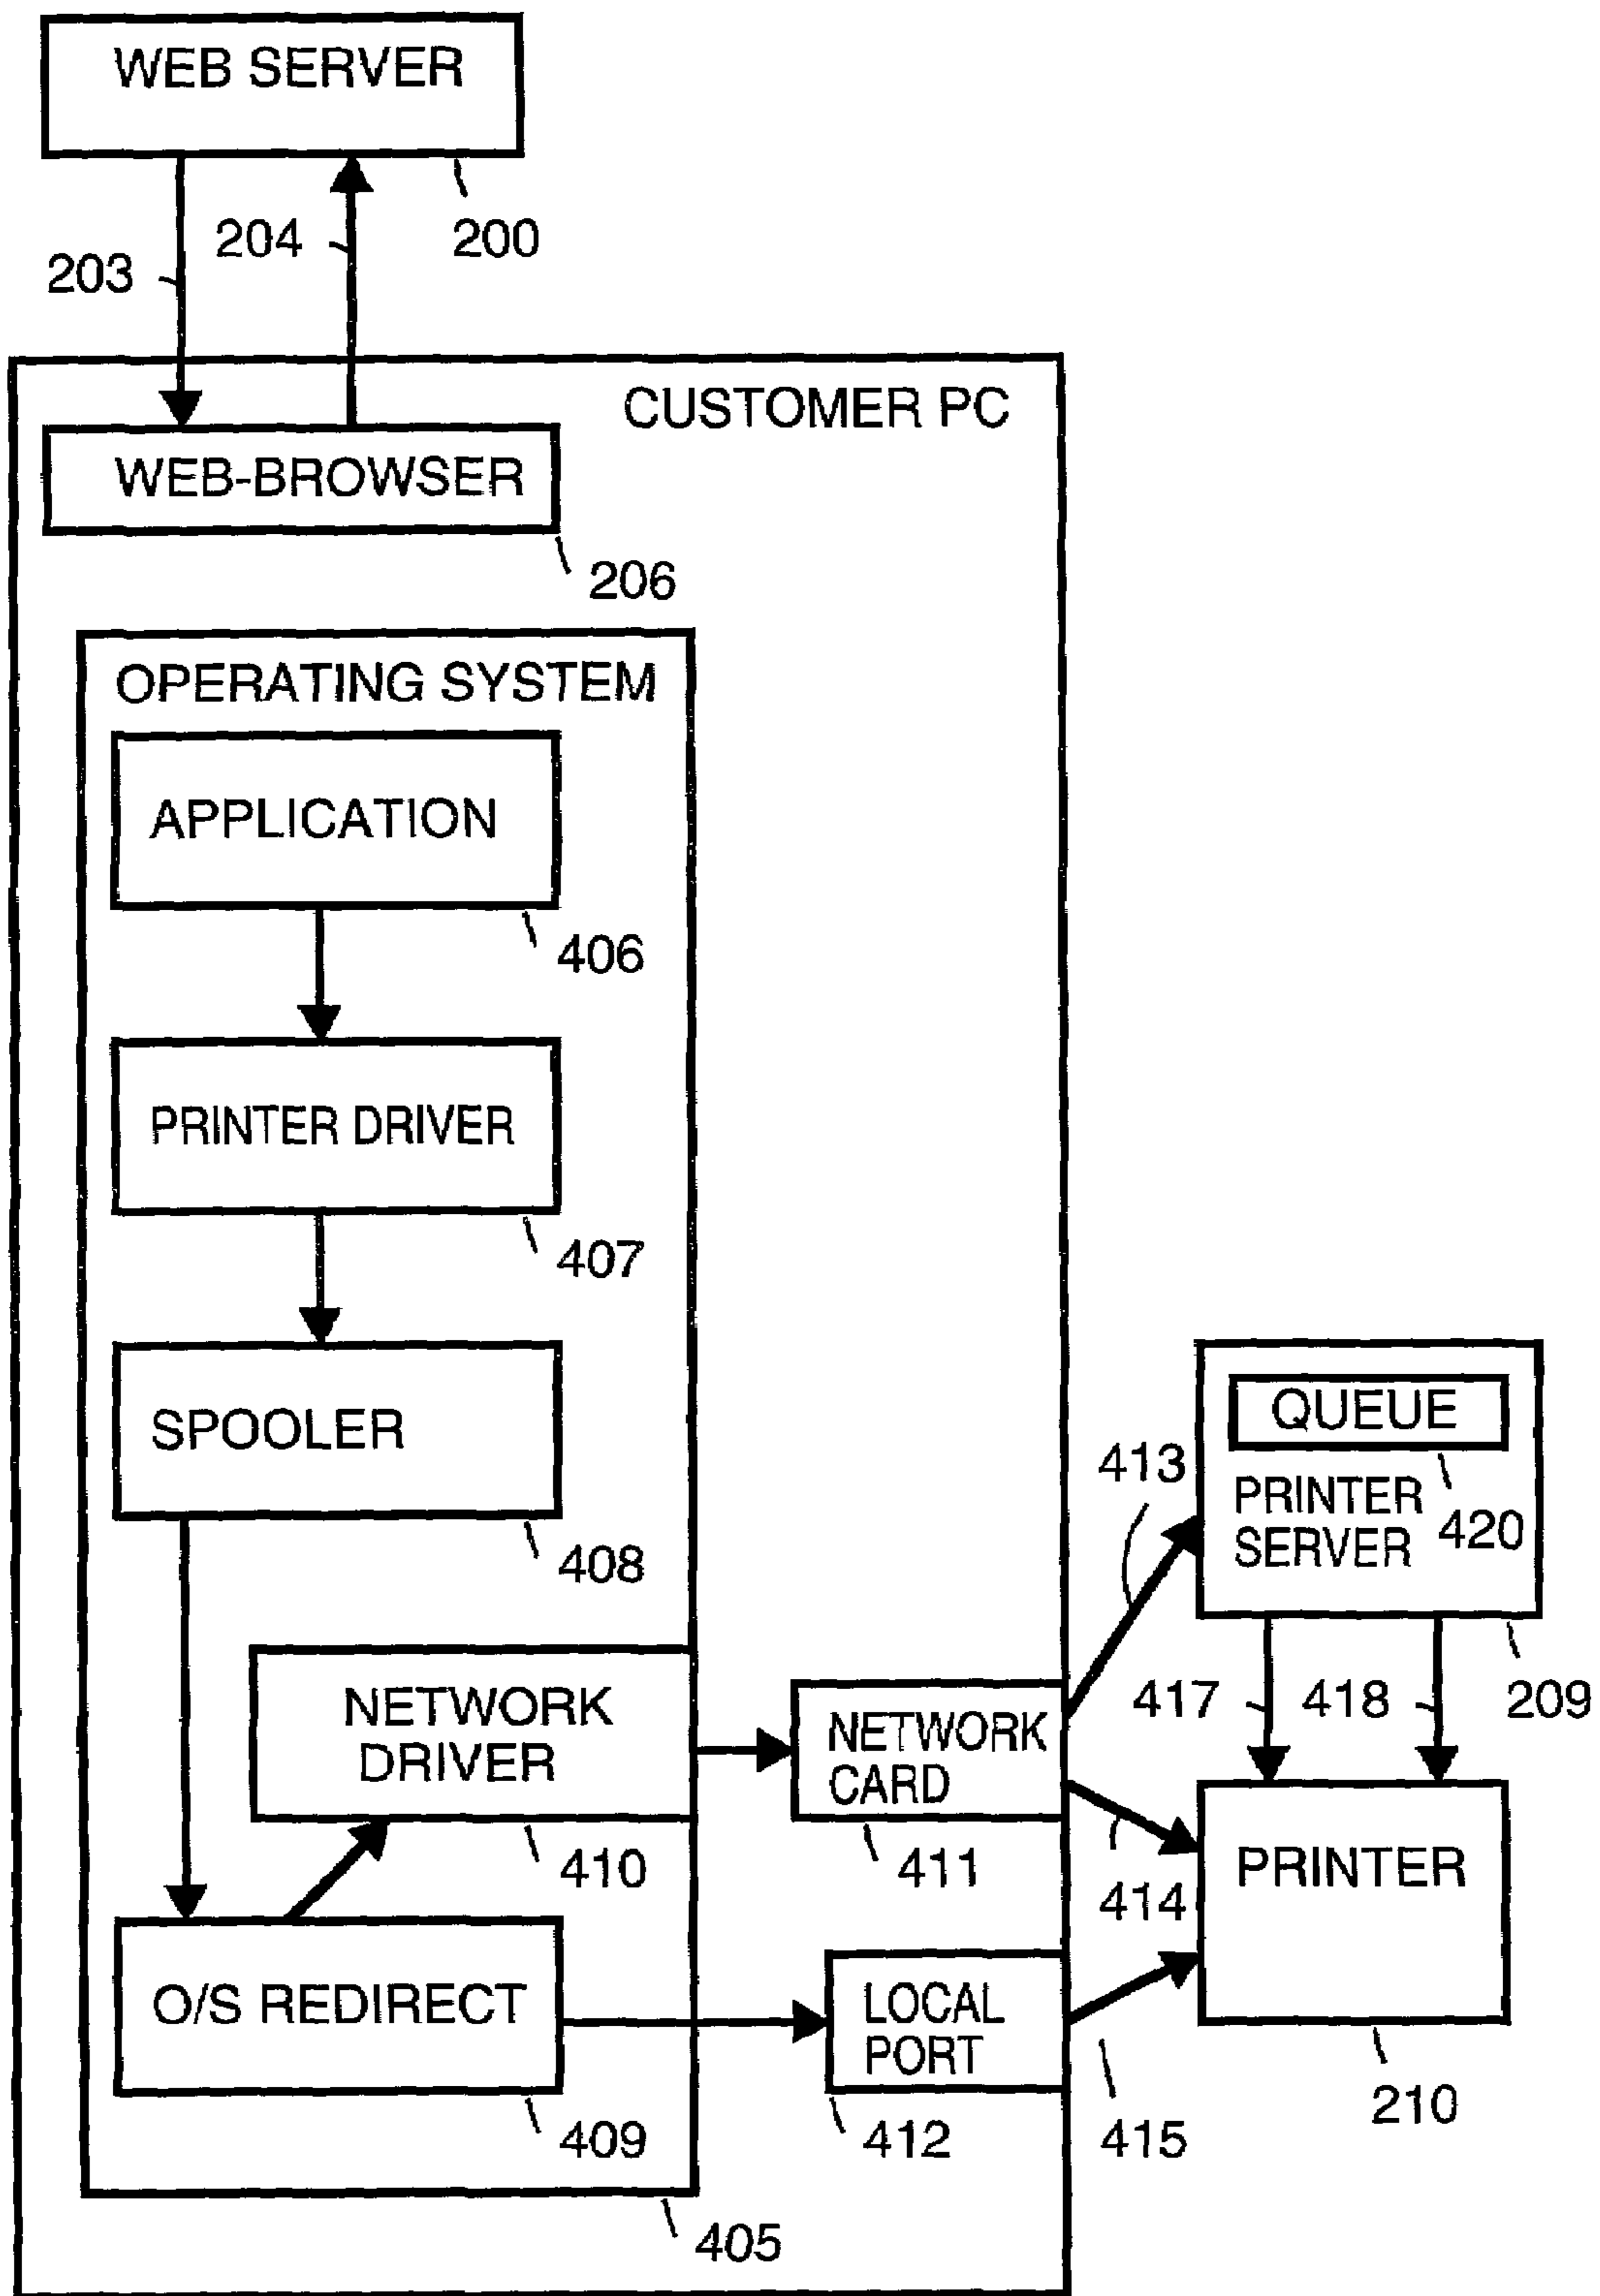 WEB SERVER
204
200
203
CUSTOMER PC
WEB-BROWSER
206
OPERATING SYSTEM
APPLICATION
406
PRINTER DRIVER
407
SPOOLER
408
QUEUE
413
PRINTER
SERVER
420
NETWORK
DRIVER
410
NETWORK
CARD
411
417
418
209
414
PRINTER
210
O/S REDIRECT
409
LOCAL
PORT
412
415
405